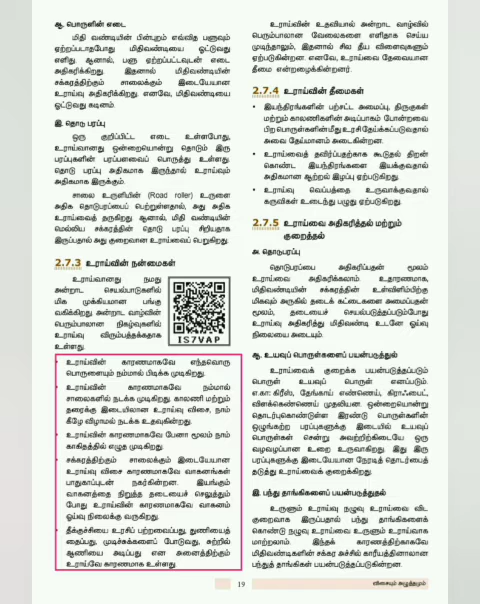 ஆ. பொருளின் எடை
மிதி வண்டியின் பின்புறம் எவ்வித பளுவும்
ஏற்றப்படாதபோது மிதிவண்டியை ஓட்டுவது
எளிது. ஆனால், பளு ஏற்றப்பட்டவுடன் எடை
அதிகரிக்கிறது. இதனால் மிதிவண்டியின்
சக்கரத்திற்கும் சாலைக்கும் இடையேயான
உராய்வு அதிகரிக்கிறது. எனவே, மிதிவண்டியை
ஓட்டுவது கடினம்.
இ. தொடு பரப்பு
ஒரு குறிப்பிட்ட எடை உள்ளபோது,
உராய்வானது ஒன்றையொன்று தொடும் இரு
பரப்புகளின் பரப்பளவைப் பொருத்து உள்ளது.
தொடு பரப்பு அதிகமாக இருந்தால் உராய்வும்
அதிகமாக இருக்கும்.
சாலை உருளியின் (Road roller) உருளை
அதிக தொடுபரப்பைப் பெற்றுள்ளதால், அது அதிக
உராய்வைத் தருகிறது. ஆனால், மிதி வண்டியின்
மெல்லிய சக்கரத்தின் தொடு பரப்பு சிறியதாக
இருப்பதால் அது குறைவான உராய்வைப் பெறுகிறது.
2.7.3 உராய்வின் நன்மைகள்
உராய்வானது நமது
அன்றாட செயல்பாடுகளில்
மிக முக்கியமான பங்கு
வகிக்கிறது. அன்றாட வாழ்வின்
பெரும்பாலான நிகழ்வுகளில்
உராய்வு விரும்பத்தக்கதாக
உள்ளது.
IS7VAP
• உராய்வின் காரணமாகவே எந்தவொரு
பொருளையும் நம்மால் பிடிக்க முடிகிறது.
• உராய்வின் காரணமாகவே நம்மால்
சாலைகளில் நடக்க முடிகிறது. காலணி மற்றும்
தரைக்கு இடையிலான உராய்வு விசை, நாம்
கீழே விழாமல் நடக்க உதவுகின்றது.
• உராய்வின் காரணமாகவே பேனா மூலம் நாம்
காகிதத்தில் எழுத முடிகிறது.
• சக்கரத்திற்கும் சாலைக்கும் இடையேயான
உராய்வு விசை காரணமாகவே வாகனங்கள்
பாதுகாப்புடன் நகர்கின்றன. இயங்கும்
வாகனத்தை நிறுத்த தடையைச் செலுத்தும்
போது உராய்வின் காரணமாகவே வாகனம்
ஓய்வு நிலைக்கு வருகிறது.
• தீக்குச்சியை உரசிப் பற்றவைப்பது, துணியைத்
தைப்பது, முடிச்சுக்களைப் போடுவது, சுற்றில்
ஆணியை அடிப்பது என அனைத்திற்கும்
உராய்வே காரணமாக உள்ளது.
உராய்வின் உதவியால் அன்றாட வாழ்வில்
பெரும்பாலான வேலைகளை எளிதாக செய்ய
முடிந்தாலும், இதனால் சில தீய விளைவுகளும்
ஏற்படுகின்றன. எனவே, உராய்வை தேவையான
தீமை என்றழைக்கின்றனர்.
2.7.4 உராய்வின் தீமைகள்
• இயந்திரங்களின் பற்சட்ட அமைப்பு, திருகுகள்
மற்றும் காலணிகளின் அடிப்பாகம் போன்றவை
பிற பொருள்களின் மீது உரசி தேய்க்கப்படுவதால்
அவை தேய்மானம் அடைகின்றன.
• உராய்வைத் தவிர்ப்பதற்காக கூடுதல் திறன்
கொண்ட இயந்திரங்களை இயக்குவதால்
அதிகமான ஆற்றல் இழப்பு ஏற்படுகிறது.
• உராய்வு வெப்பத்தை உருவாக்குவதால்
கருவிகள் உடைந்து பழுது ஏற்படுகிறது.
2.7.5 உராய்வை அதிகரித்தல் மற்றும்
குறைத்தல்
அ. தொடுபரப்பு
தொடுபரப்பை அதிகரிப்பதன் மூலம்
உராய்வை அதிகரிக்கலாம். உதாரணமாக,
மிதிவண்டியின் சக்கரத்தின் உள்விளிம்பிற்கு
மிகவும் அருகில் தடைக் கட்டைகளை அமைப்பதன்
மூலம், தடையைச் செயல்படுத்தப்படும்போது
உராய்வு அதிகரித்து மிதிவண்டி உடனே ஓய்வு
நிலையை அடையும்.
ஆ. உயவுப் பொருள்களைப் பயன்படுத்துதல்
உராய்வைக் குறைக்க பயன்படுத்தப்படும்
பொருள் உயவுப் பொருள் எனப்படும்.
எ.கா: கிரீஸ், தேங்காய் எண்ணெய், கிராஃபைட்,
விளக்கெண்ணெய் முதலியன. ஒன்றையொன்று
தொடர்புகொண்டுள்ள இரண்டு பொருள்களின்
ஒழுங்கற்ற பரப்புகளுக்கு இடையில் உயவுப்
பொருள்கள் சென்று அவற்றிற்கிடையே ஒரு
வழவழப்பான உறை உருவாகிறது. இது இரு
பரப்புகளுக்கு இடையேயான நேரடித் தொடர்பைத்
தடுத்து உராய்வைக் குறைக்கிறது.
இ. பந்து தாங்கிகளைப் பயன்படுத்துதல்
உருளும் உராய்வு நழுவு உராய்வை விட
குறைவாக இருப்பதால் பந்து தாங்கிகளைக்
கொண்டு நழுவு உராய்வை உருளும் உராய்வாக
மாற்றலாம். இந்தக் காரணத்திற்காகவே
மிதிவண்டிகளின் சக்கர அச்சில் காரீயத்தினாலான
பந்துத் தாங்கிகள் பயன்படுத்தப்படுகின்றன.
19
விசையும் அழுத்தமும்